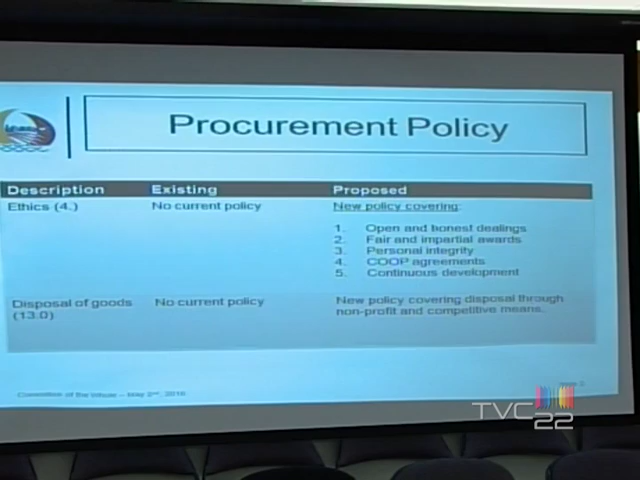 Procurement Policy
Description Existing Proposed
Ethics (4.) No current policy New policy covering:
1. Open and honest dealings
2. Fair and impartial awards
3. Personal integrity
4. COOP agreements
5. Continuous development
Disposal of goods No current policy New policy covering disposal through
(13.0) non-profit and competitive means.
Committee of the Whole – May 2nd, 2016
TVC
22